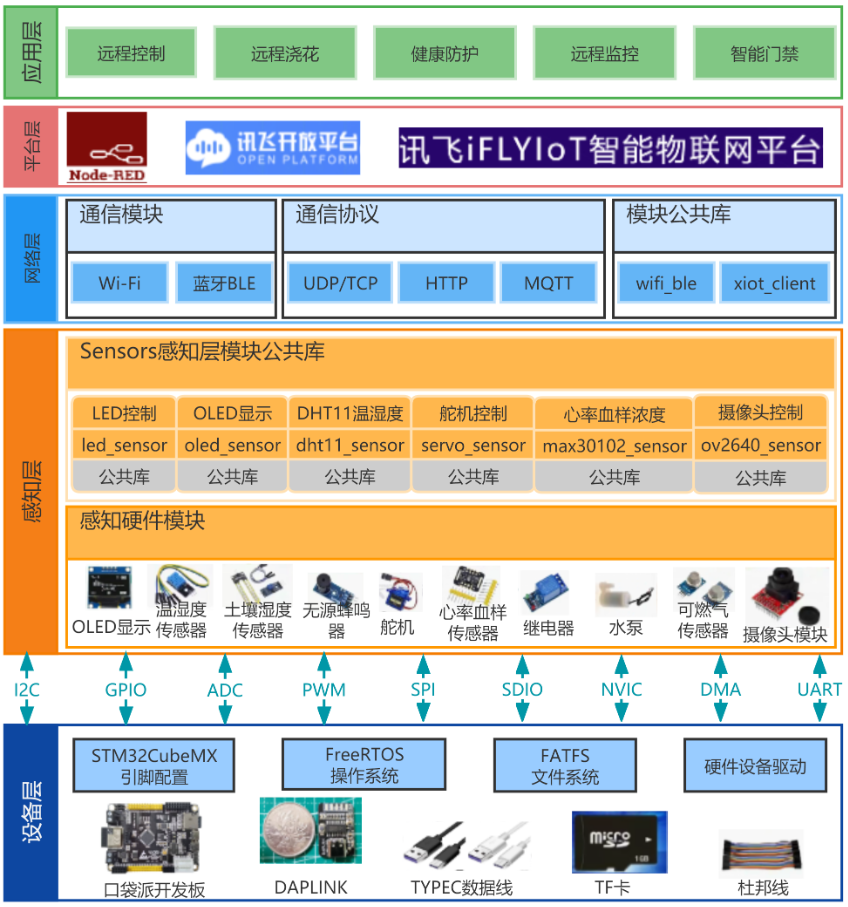 应用层
远程控制
远程浇花
健康防护
远程监控
智能门禁
平台层
Node-RED
讯飞开放平台
OPEN PLATFORM
讯飞iFLYIoT智能物联网平台
网络层
通信模块
通信协议
模块公共库
Wi-Fi
蓝牙BLE
UDP/TCP
HTTP
MQTT
wifi_ble
xiot_client
感知层
Sensors感知层模块公共库
LED控制
OLED显示
DHT11温湿度
舵机控制
心率血样浓度
摄像头控制
led_sensor
oled_sensor
dht11_sensor
servo_sensor
max30102_sensor
ov2640_sensor
公共库
公共库
公共库
公共库
公共库
公共库
感知硬件模块
OLED显示
温湿度
传感器
土壤湿度
传感器
无源蜂鸣
器
舵机
心率血样
传感器
继电器
水泵
可燃气
传感器
摄像头模块
I2C
GPIO
ADC
PWM
SPI
SDIO
NVIC
DMA
UART
设备层
STM32CubeMX
引脚配置
FreeRTOS
操作系统
FATFS
文件系统
硬件设备驱动
micro
1GB
口袋派开发板
DAPLINK
TYPEC数据线
TF卡
杜邦线